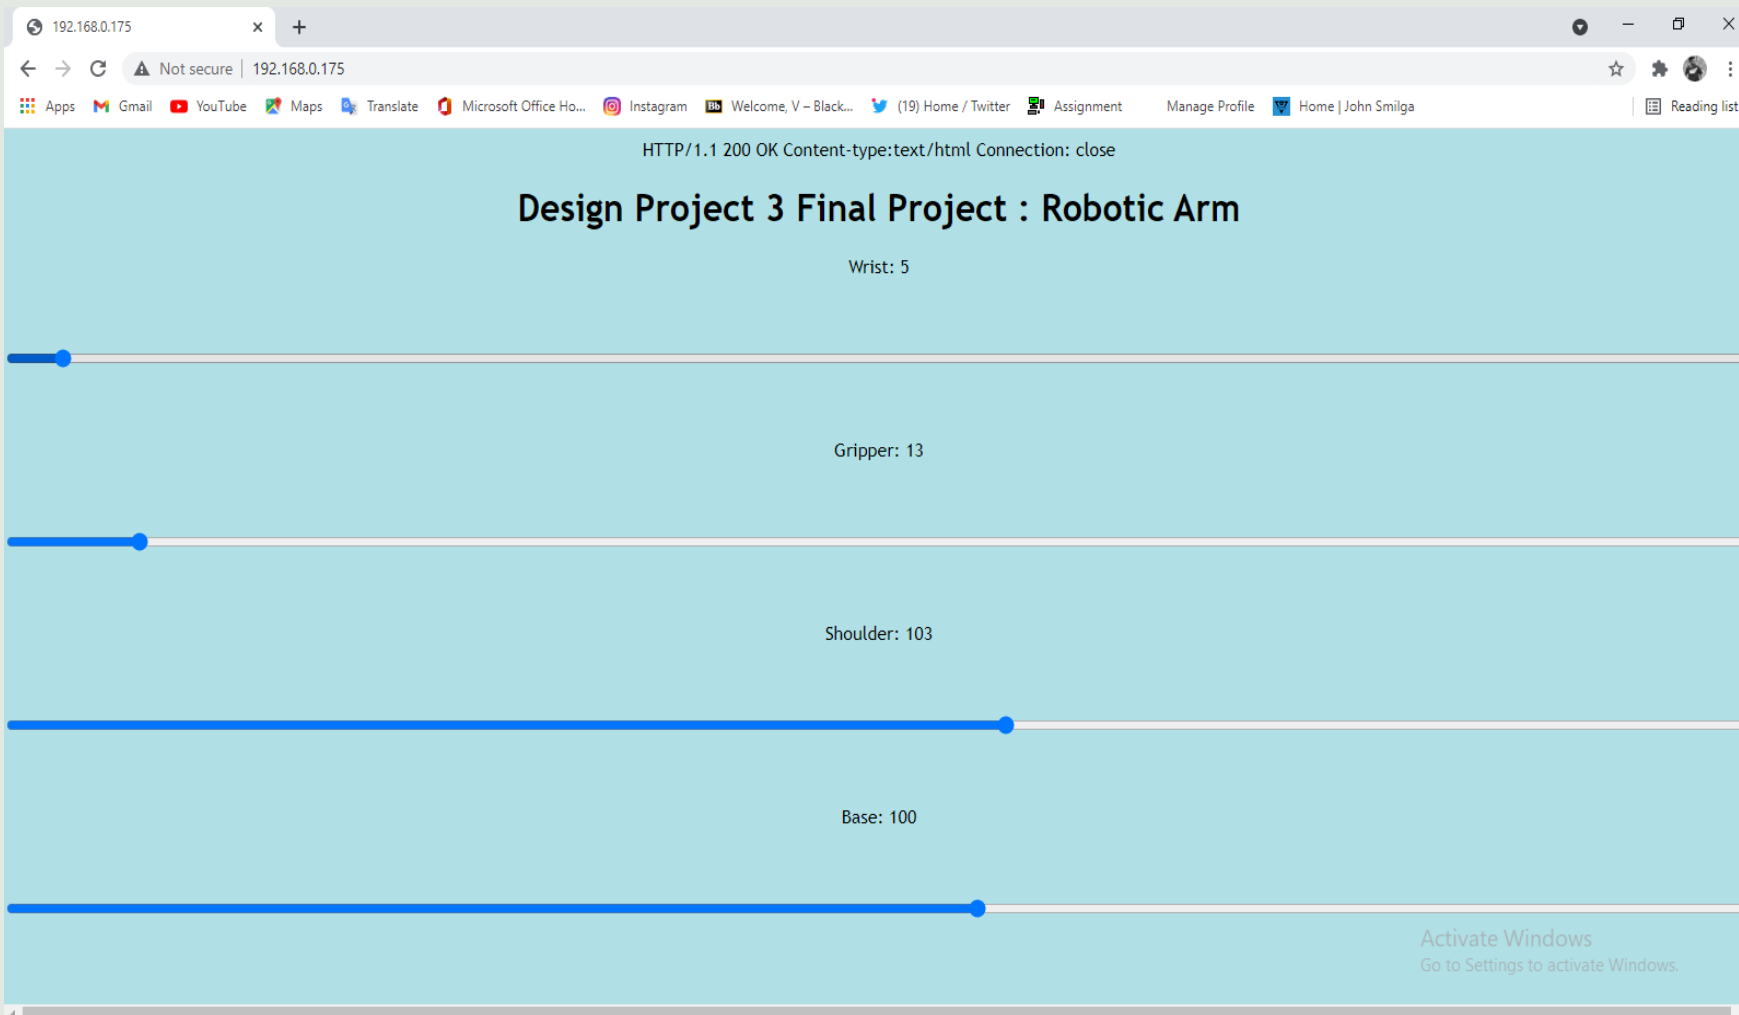 192.168.0.175
Not secure 192.168.0.175
Apps Gmail YouTube Maps Translate Microsoft Office Ho... Instagram Bb Welcome, V – Black... (19) Home / Twitter Assignment Manage Profile Home | John Smilga Reading list
HTTP/1.1 200 OK Content-type:text/html Connection: close
Design Project 3 Final Project : Robotic Arm
Wrist: 5
Gripper: 13
Shoulder: 103
Base: 100
Activate Windows
Go to Settings to activate Windows.